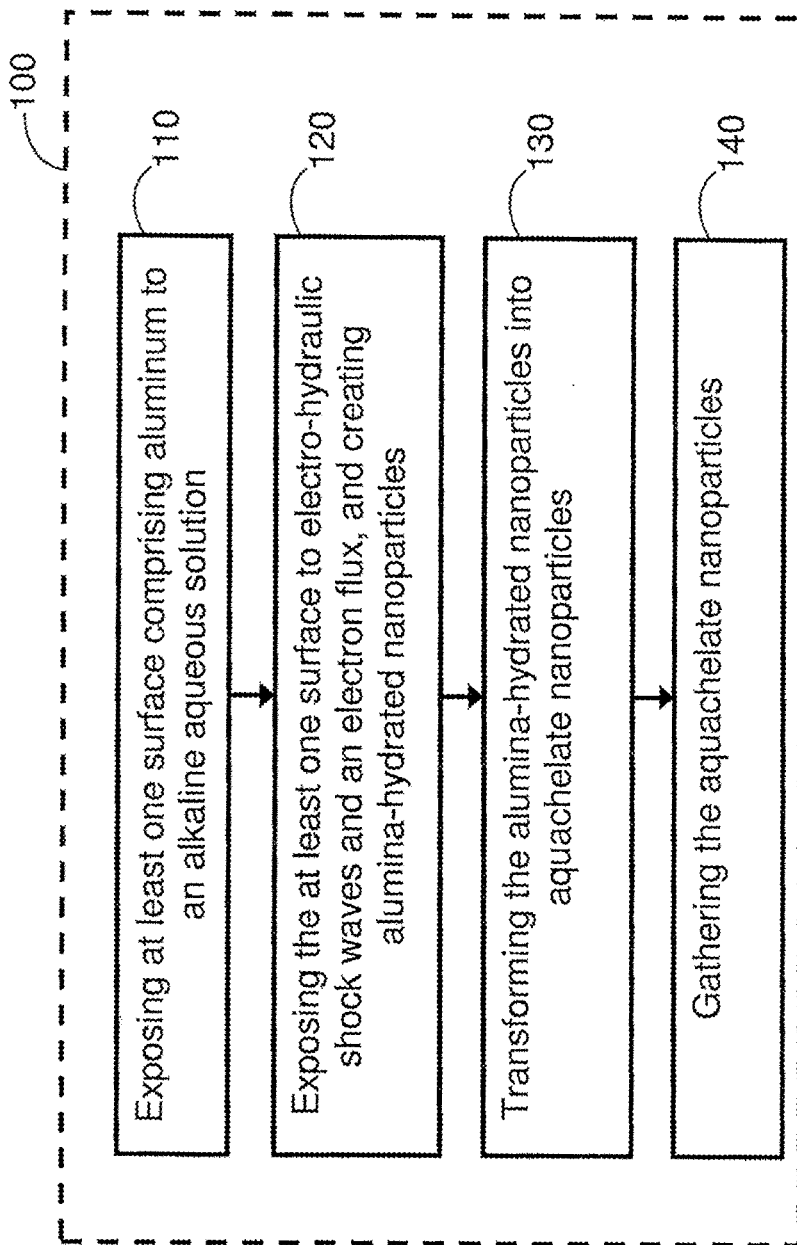 100
Exposing at least one surface comprising aluminum to
an alkaline aqueous solution
110
Exposing the at least one surface to electro-hydraulic
shock waves and an electron flux, and creating
alumina-hydrated nanoparticles
120
Transforming the alumina-hydrated nanoparticles into
aquachelate nanoparticles
130
Gathering the aquachelate nanoparticles
140